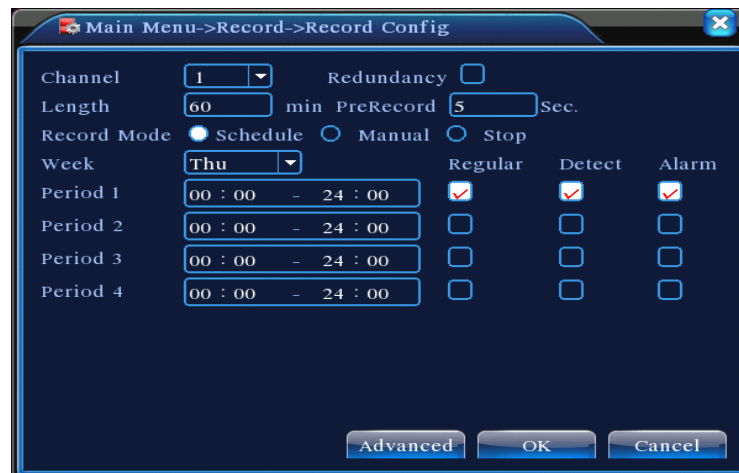 Main Menu->Record->Record Config
Channel 1 Redundancy
Length 60 min PreRecord 5 Sec.
Record Mode Schedule Manual Stop
Week Thu Regular Detect Alarm
Period 1 00 : 00 - 24 : 00
Period 2 00 : 00 - 24 : 00
Period 3 00 : 00 - 24 : 00
Period 4 00 : 00 - 24 : 00
Advanced OK Cancel